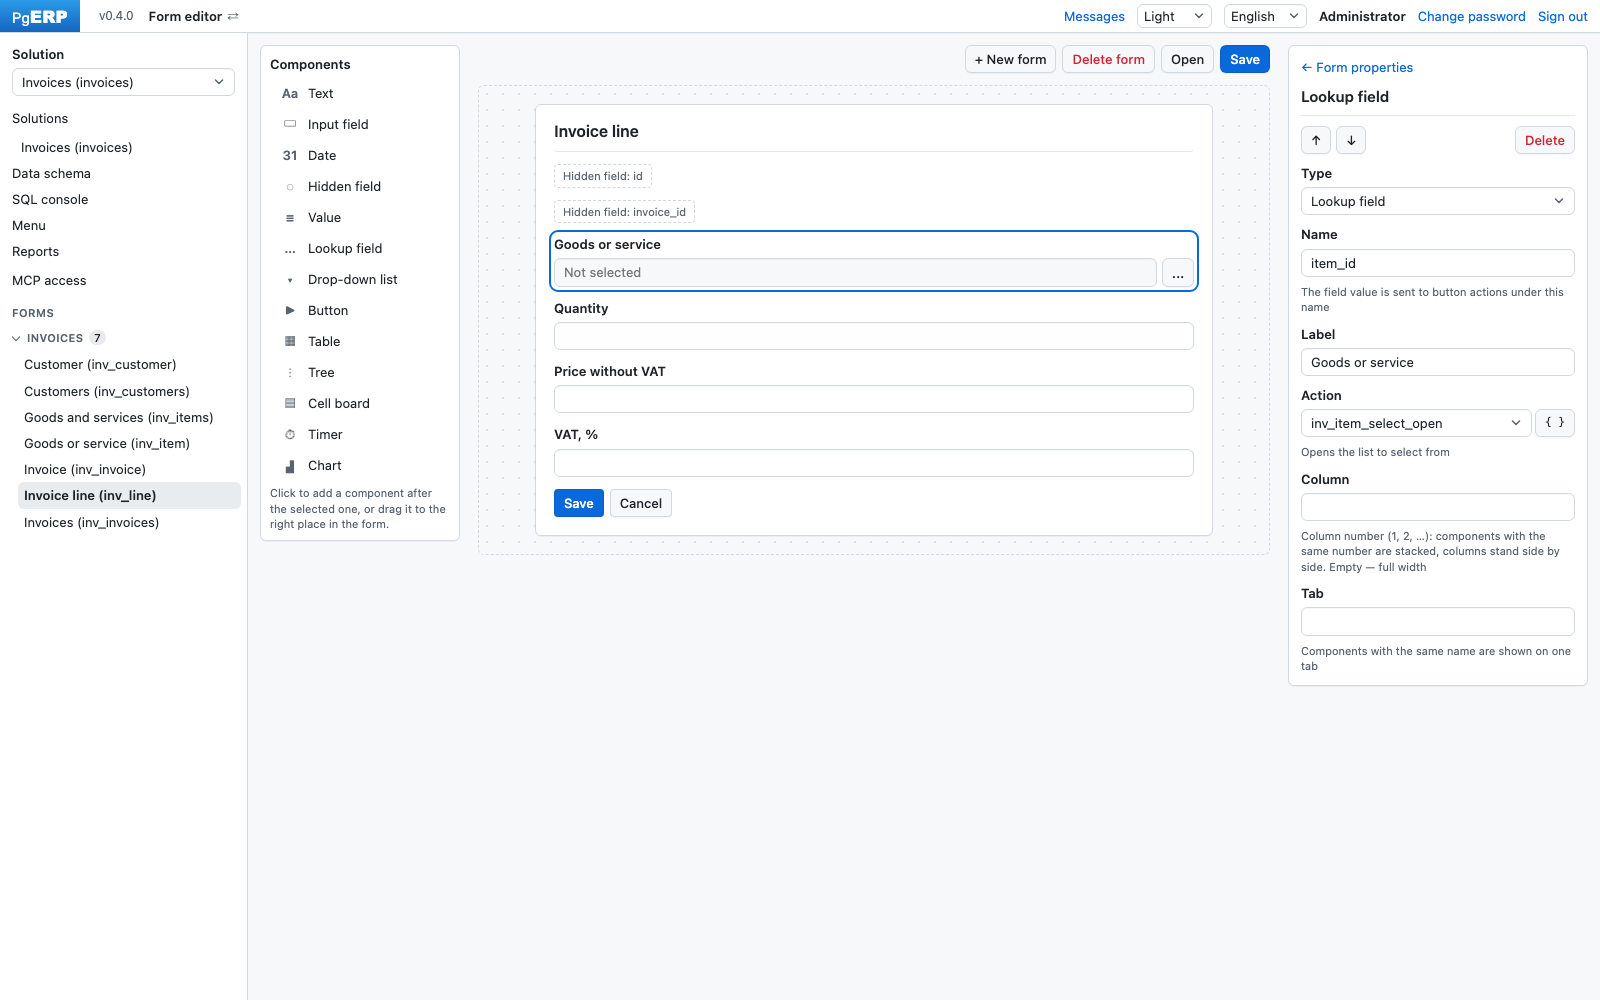 PgERP
v0.4.0
Form editor ⇄
Messages
Light
English
Administrator
Change password
Sign out
Solution
Invoices (invoices)
Solutions
Invoices (invoices)
Data schema
SQL console
Menu
Reports
MCP access
FORMS
INVOICES 7
Customer (inv_customer)
Customers (inv_customers)
Goods and services (inv_items)
Goods or service (inv_item)
Invoice (inv_invoice)
Invoice line (inv_line)
Invoices (inv_invoices)
Components
Aa Text
Input field
31 Date
Hidden field
Value
... Lookup field
Drop-down list
Button
Table
Tree
Cell board
Timer
Chart
Click to add a component after
the selected one, or drag it to the
right place in the form.
+ New form
Delete form
Open
Save
Invoice line
Hidden field: id
Hidden field: invoice_id
Goods or service
Not selected
...
Quantity
Price without VAT
VAT, %
Save
Cancel
← Form properties
Lookup field
↑
↓
Delete
Type
Lookup field
Name
item_id
The field value is sent to button actions under this
name
Label
Goods or service
Action
inv_item_select_open
{ }
Opens the list to select from
Column
Column number (1, 2, …): components with the
same number are stacked, columns stand side by
side. Empty — full width
Tab
Components with the same name are shown on one
tab